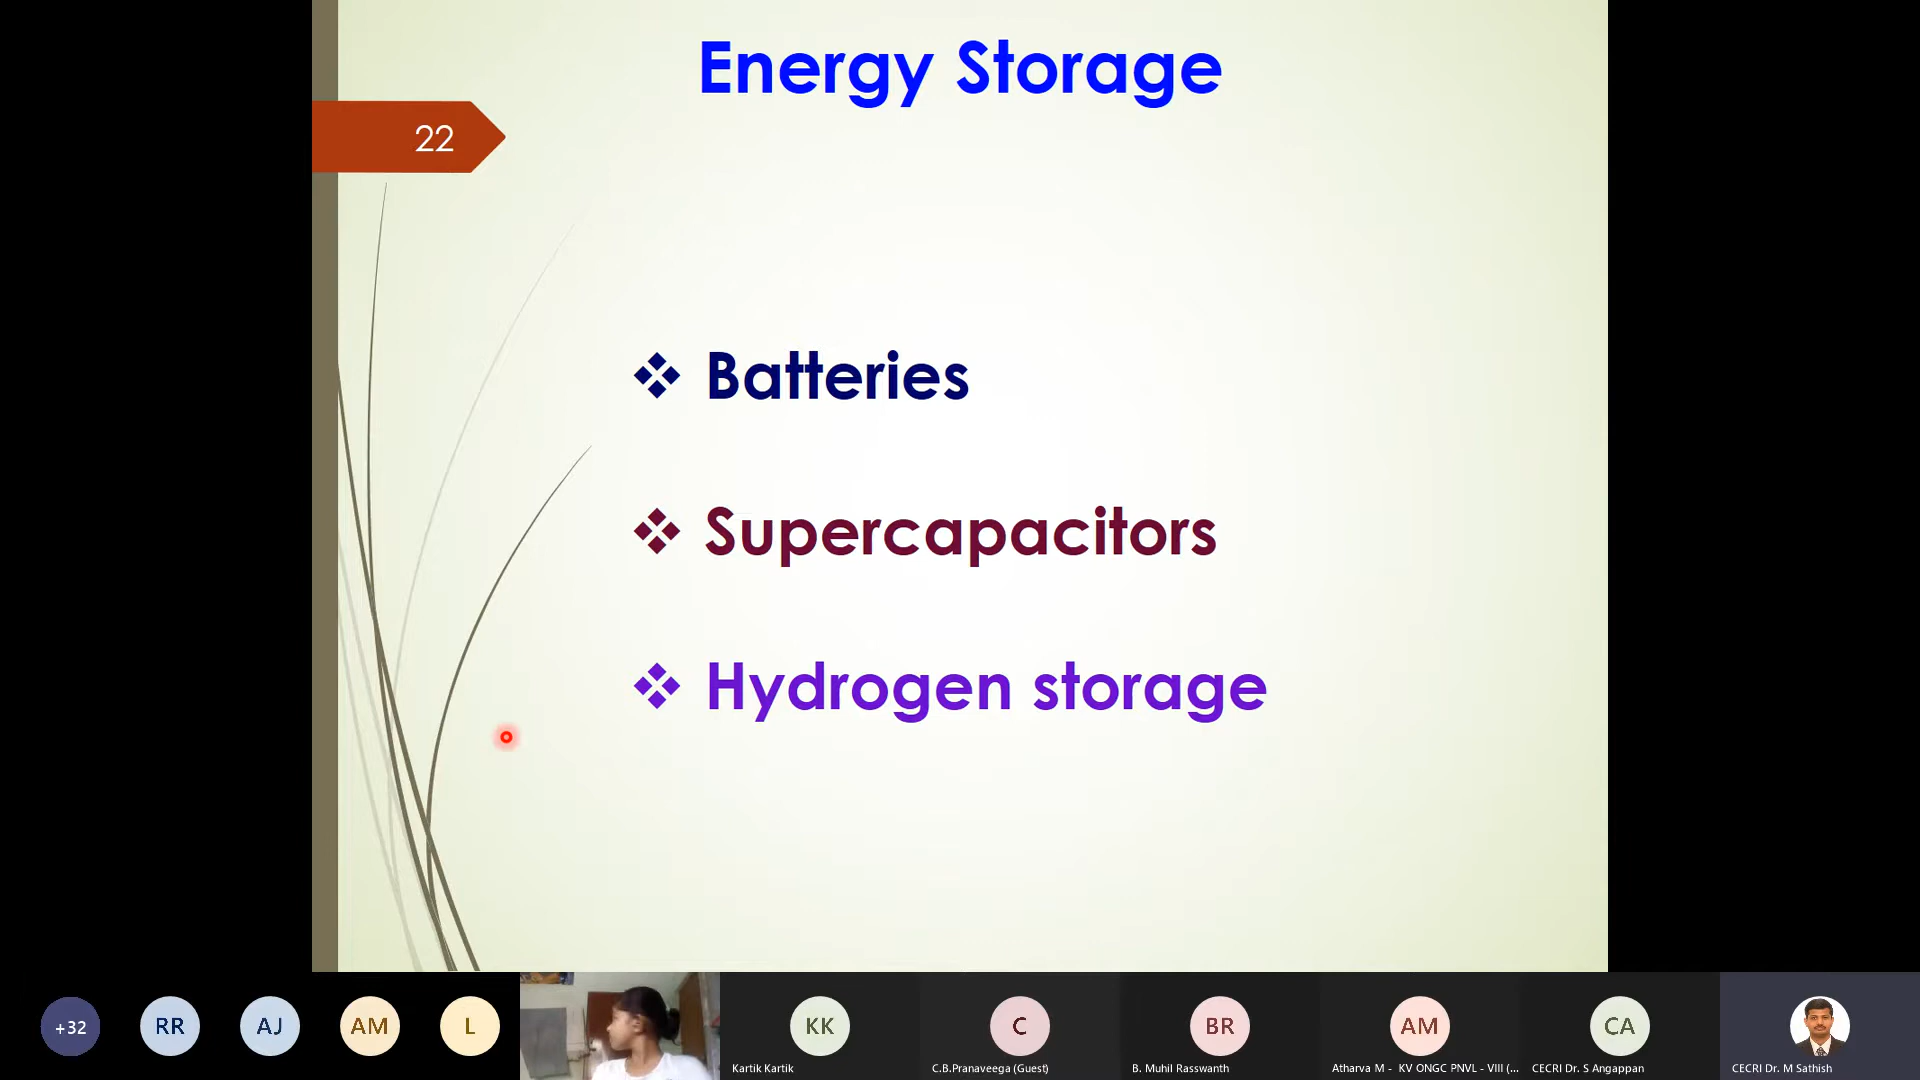 Energy Storage
22
❖ Batteries
❖ Supercapacitors
❖ Hydrogen storage
+32
RR
AJ
AM
L
KK
Kartik Kartik
C
C.B.Pranaveega (Guest)
BR
B. Muhil Rasswanth
AM
Atharva M - KV ONGC PNVL - VIII (...
CA
CECRI Dr. S Angappan
CECRI Dr. M Sathish